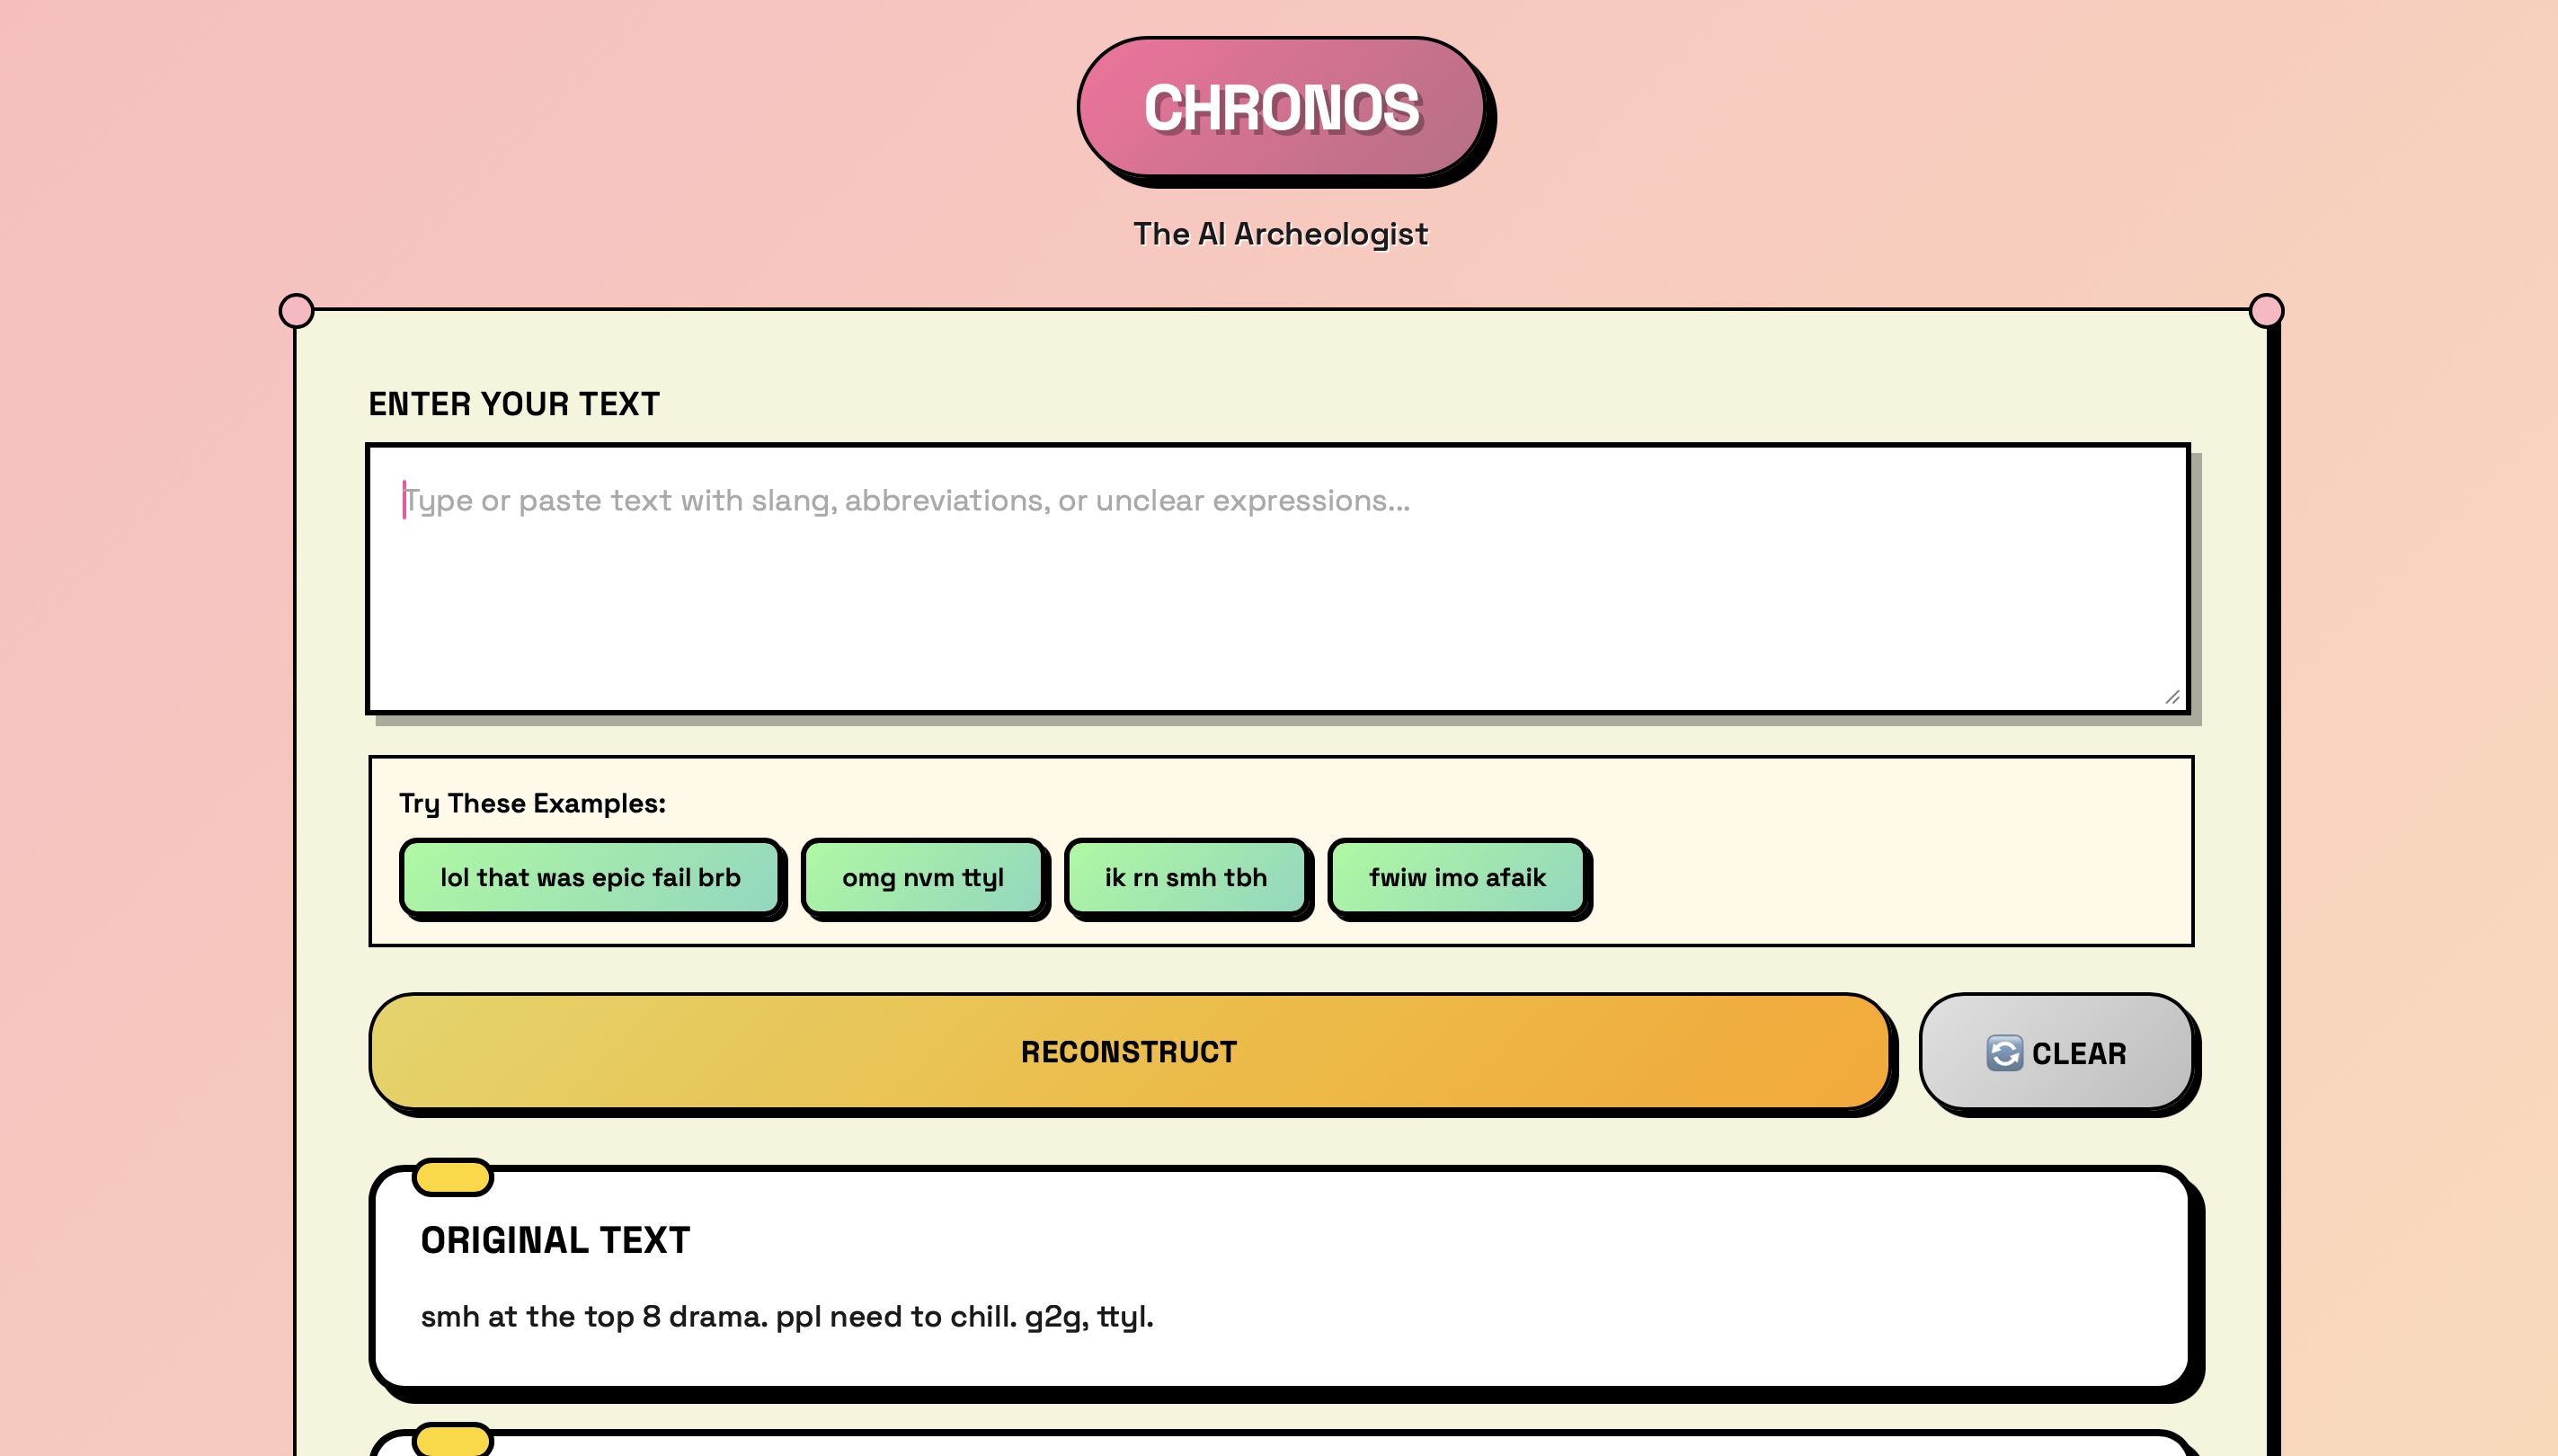 CHRONOS
The AI Archeologist
ENTER YOUR TEXT
Type or paste text with slang, abbreviations, or unclear expressions...
Try These Examples:
lol that was epic fail brb
omg nvm ttyl
ik rn smh tbh
fwiw imo afaik
RECONSTRUCT
CLEAR
ORIGINAL TEXT
smh at the top 8 drama. ppl need to chill. g2g, ttyl.